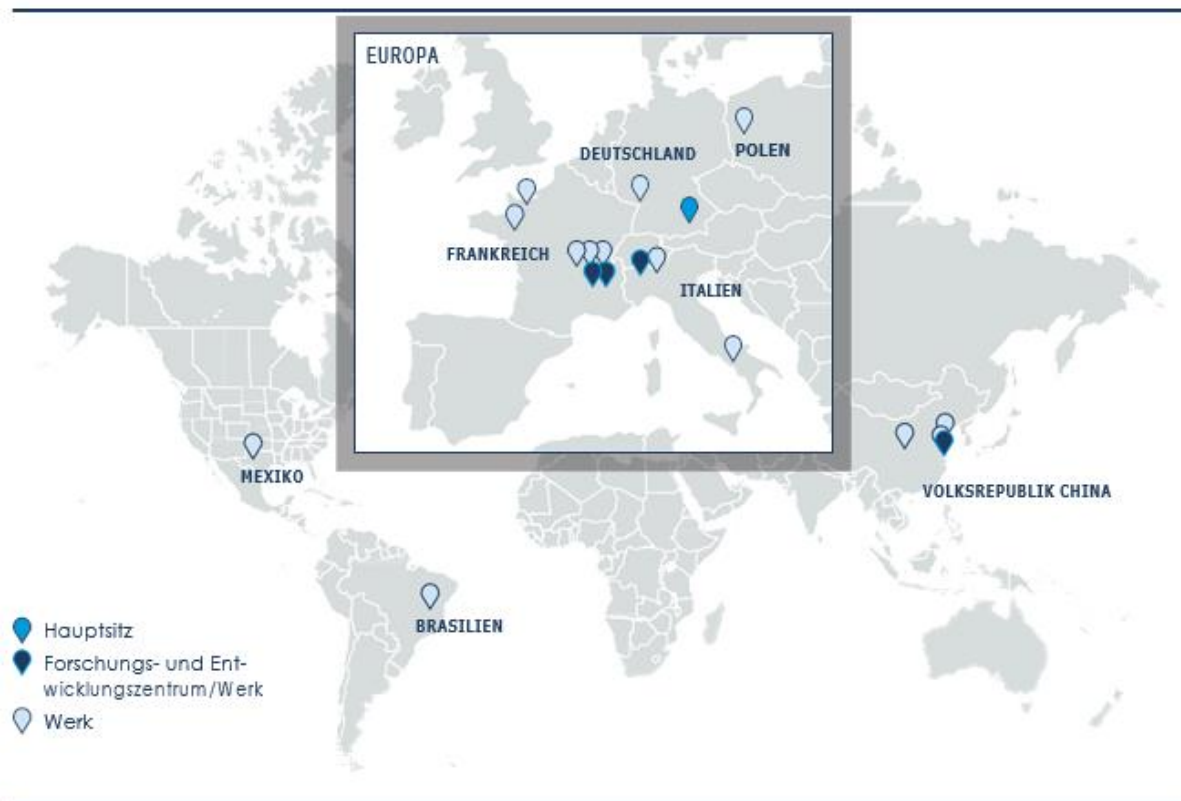 EUROPA
POLEN
DEUTSCHLAND
FRANKREICH
ITALIEN
MEXIKO
VOLKSREPUBLIK CHINA
BRASILIEN
Hauptsitz
Forschungs- und Ent-
wicklungszentrum/Werk
Werk